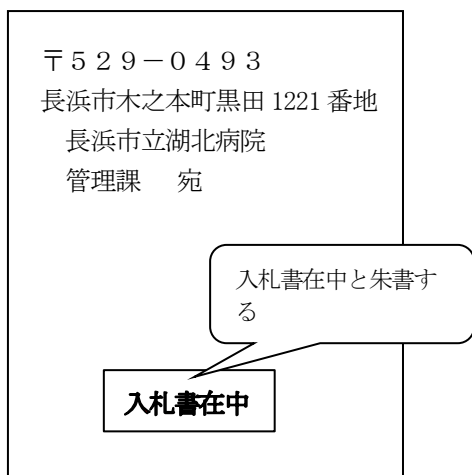 〒５２９－０４９３
長浜市木之本町黒田 1221 番地
長浜市立湖北病院
管理課　宛
入札書在中と朱書す
る
入札書在中